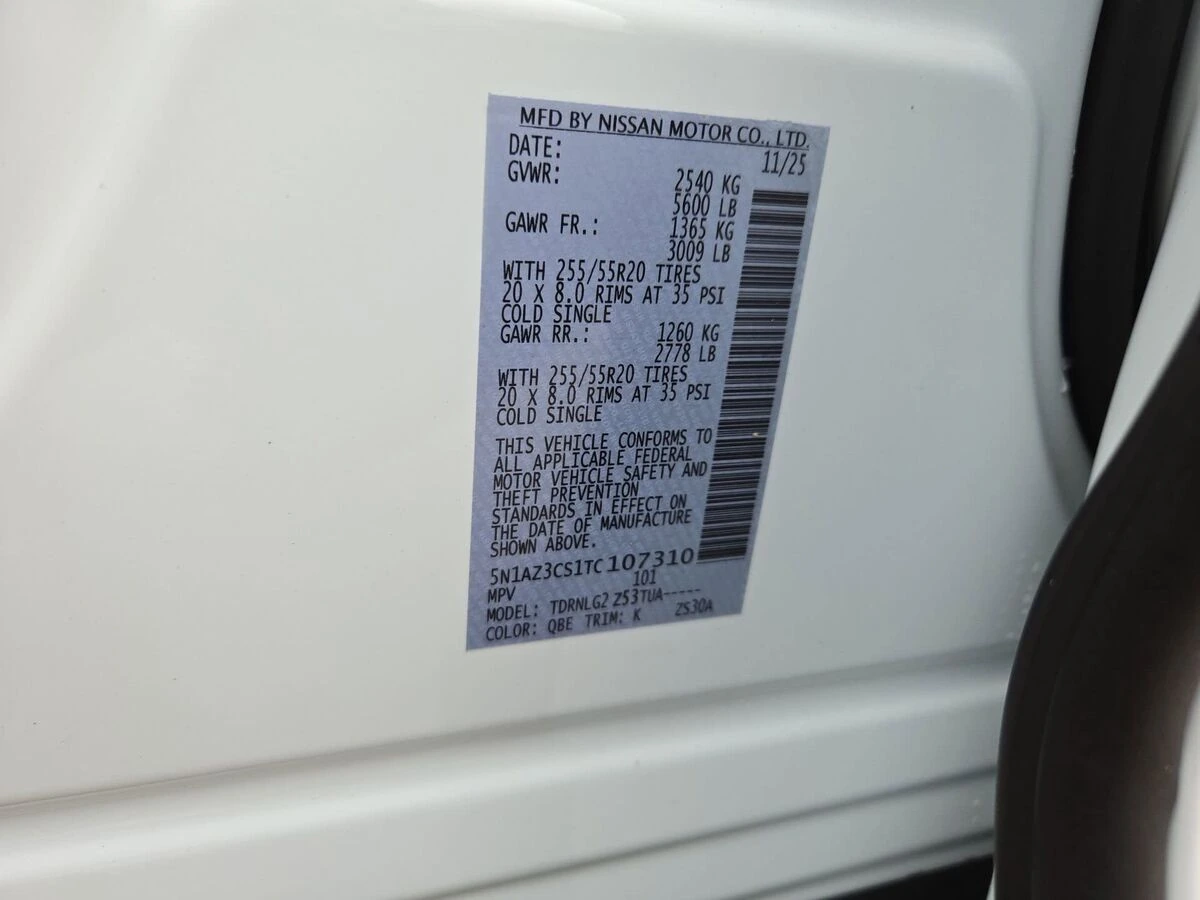 MFD BY NISSAN MOTOR CO., LTD.
DATE: 11/25
GVWR: 2540 KG
5600 LB
GAWR FR.: 1365 KG
3009 LB
WITH 255/55R20 TIRES
20 X 8.0 RIMS AT 35 PSI
COLD SINGLE
GAWR RR.: 1260 KG
2778 LB
WITH 255/55R20 TIRES
20 X 8.0 RIMS AT 35 PSI
COLD SINGLE
THIS VEHICLE CONFORMS TO
ALL APPLICABLE FEDERAL
MOTOR VEHICLE SAFETY AND
THEFT PREVENTION
STANDARDS IN EFFECT ON
THE DATE OF MANUFACTURE
SHOWN ABOVE.
5N1AZ3CS1TC107310
MPV 101
MODEL: TDRNLG2 Z53TUA-----
COLOR: QBE TRIM: K ZS30A